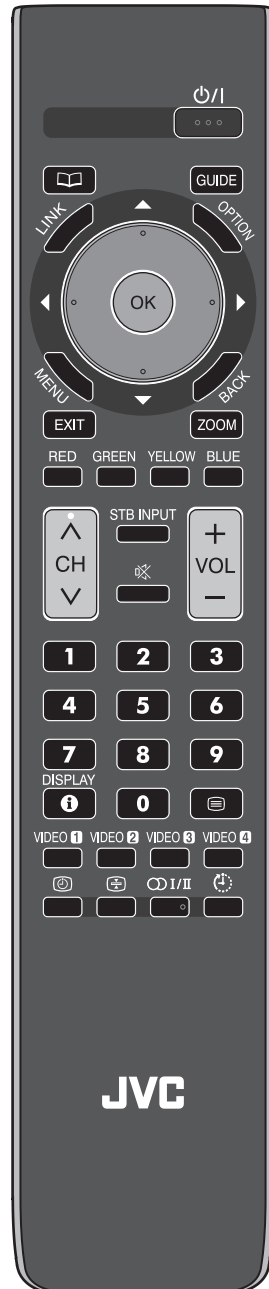 ⏻/I
GUIDE
LINK
OPTION
OK
MENU
BACK
EXIT
ZOOM
RED GREEN YELLOW BLUE
STB INPUT
CH
+
VOL
−
1 2 3
4 5 6
7 8 9
DISPLAY
i 0
VIDEO 1 VIDEO 2 VIDEO 3 VIDEO 4
I/II
JVC